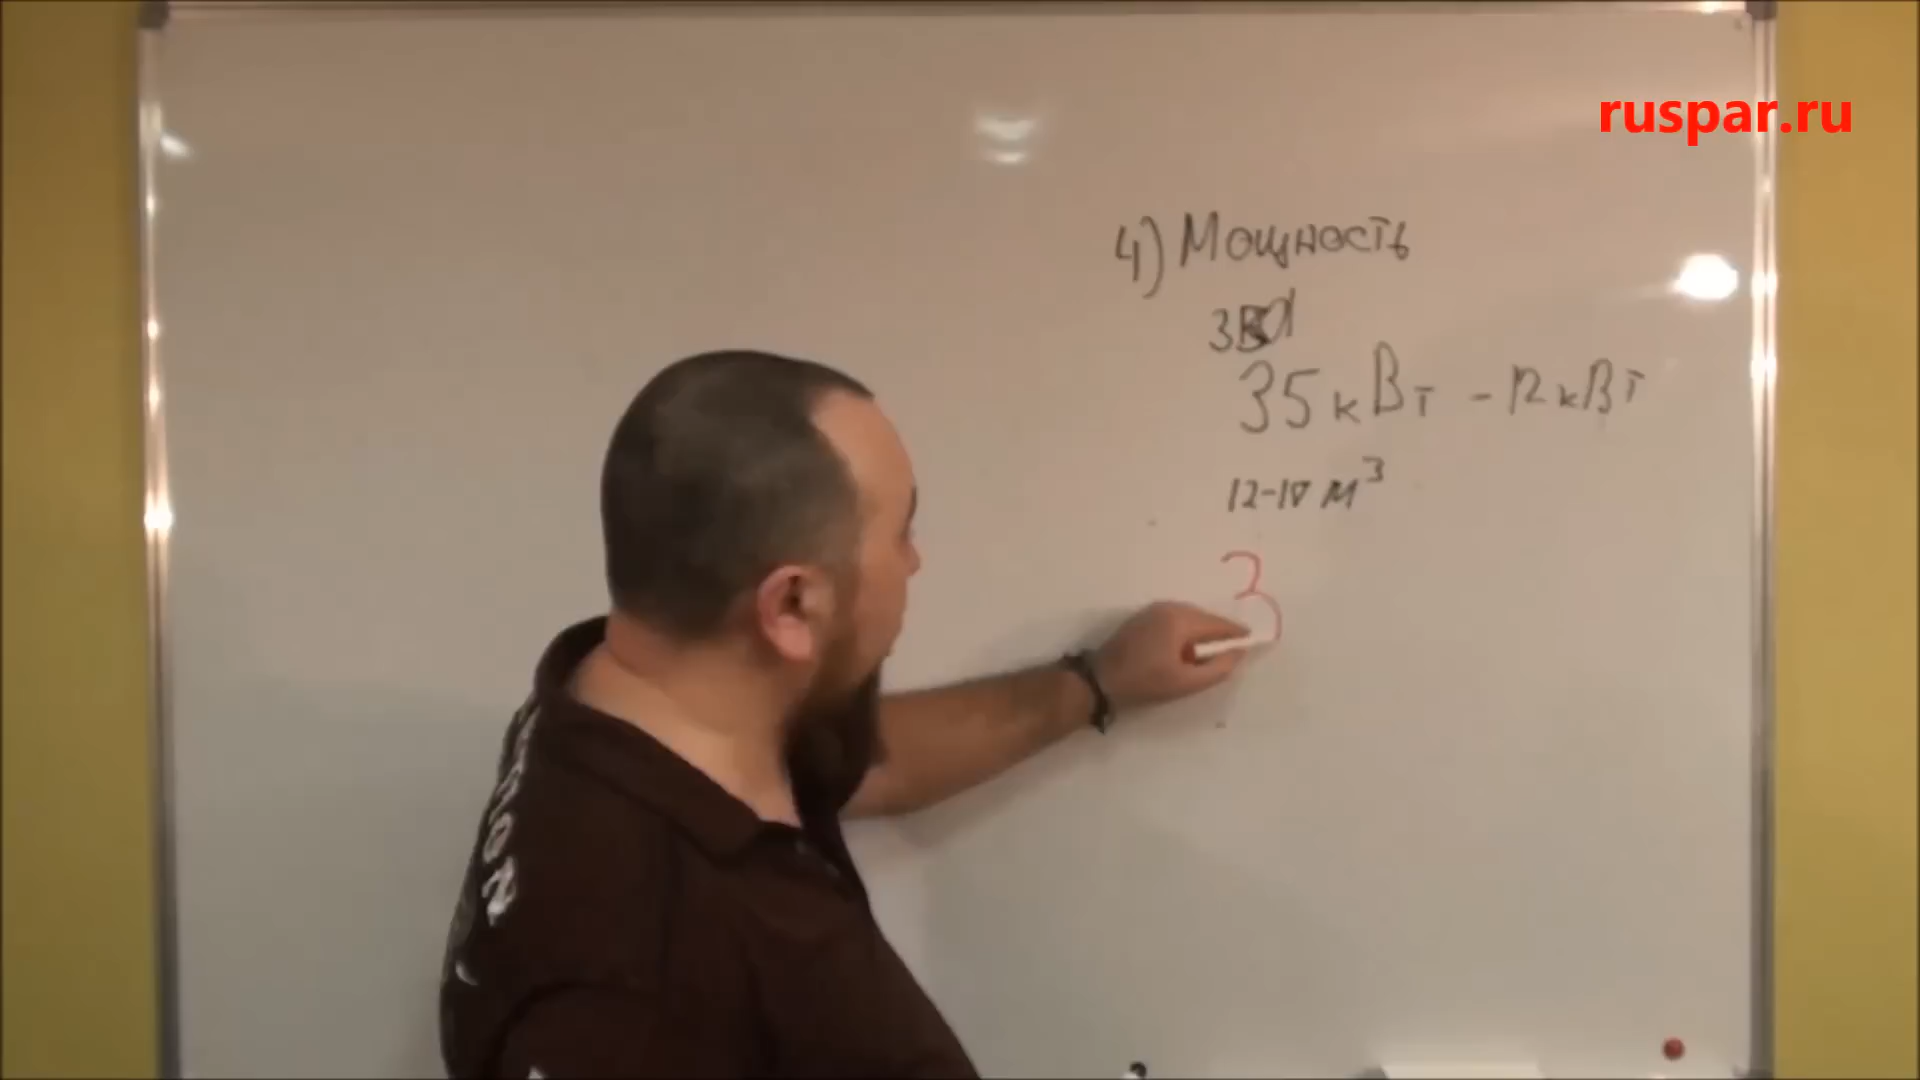 ruspar.ru
4) Мощность
35 кВт - 12 кВт
12-18 м³
3